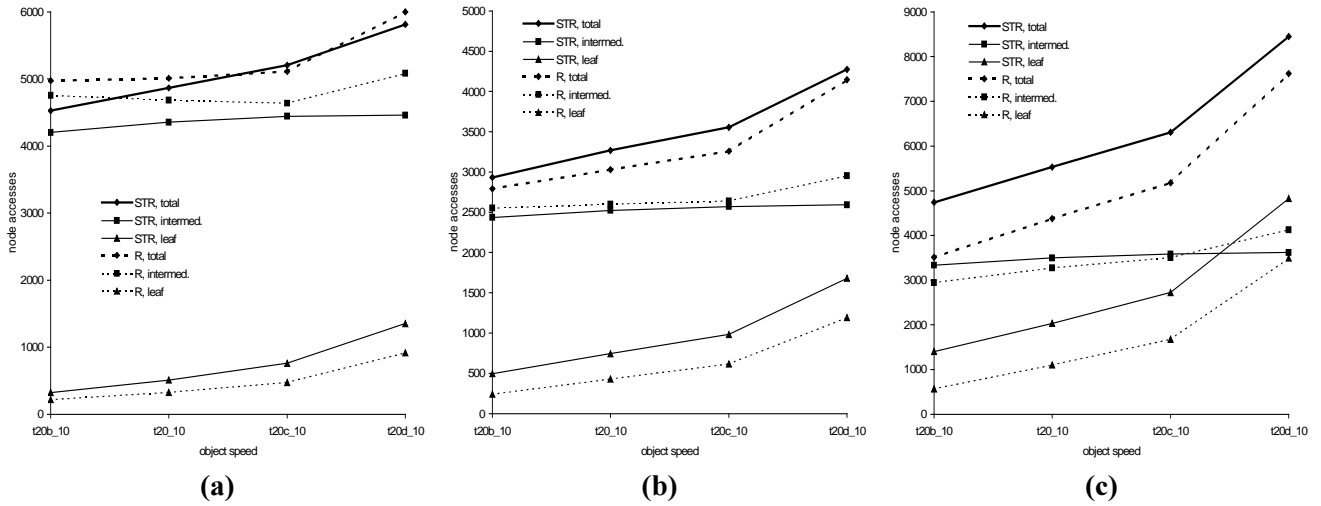 6000
5000
4000
3000
2000
1000
0
node accesses
STR, total
STR, intermed.
STR, leaf
R, total
R, intermed.
R, leaf
t20b_10
t20_10
t20c_10
t20d_10
object speed
(a)
5000
4500
4000
3500
3000
2500
2000
1500
1000
500
0
node accesses
STR, total
STR, intermed.
STR, leaf
R, total
R, intermed.
R, leaf
t20b_10
t20_10
t20c_10
t20d_10
object speed
(b)
9000
8000
7000
6000
5000
4000
3000
2000
1000
0
node accesses
STR, total
STR, intermed.
STR, leaf
R, total
R, intermed.
R, leaf
t20b_10
t20_10
t20c_10
t20d_10
object speed
(c)